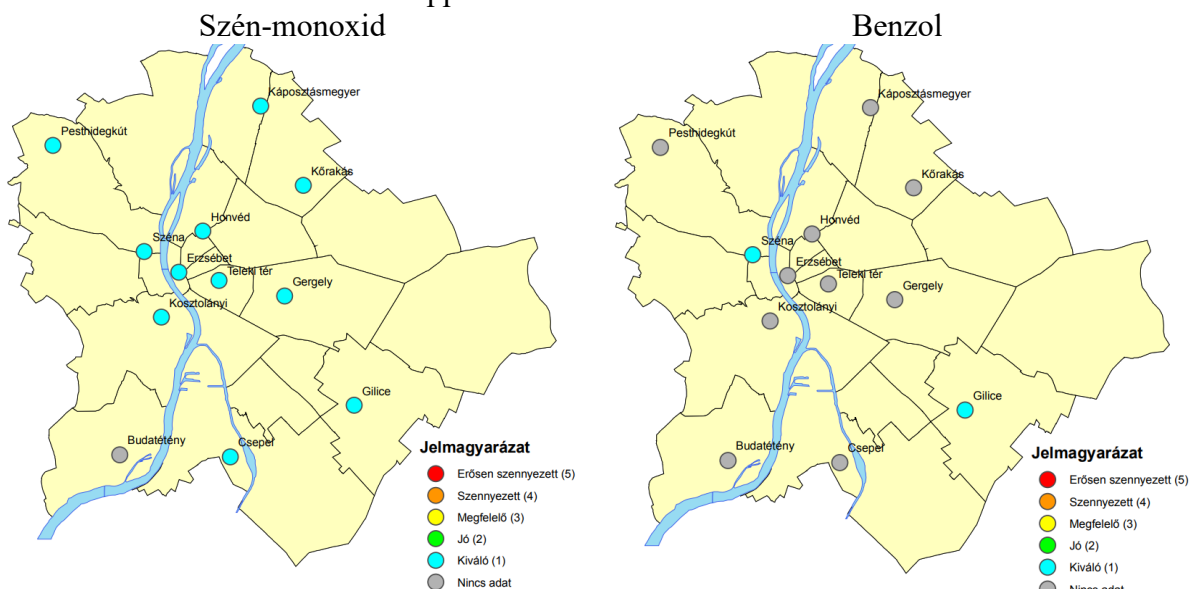 Szén-monoxid
Káposztásmegyer
Pesthidegkút
Kőrakás
Honvéd
Széna
Erzsébet
Teleki tér
Gergely
Kosztolányi
Gilice
Budatétény
Csepel
Jelmagyarázat
Erősen szennyezett (5)
Szennyezett (4)
Megfelelő (3)
Jó (2)
Kiváló (1)
Nincs adat
Benzol
Káposztásmegyer
Pesthidegkút
Kőrakás
Honvéd
Széna
Erzsébet
Teleki tér
Gergely
Kosztolányi
Gilice
Budatétény
Csepel
Jelmagyarázat
Erősen szennyezett (5)
Szennyezett (4)
Megfelelő (3)
Jó (2)
Kiváló (1)
Nincs adat